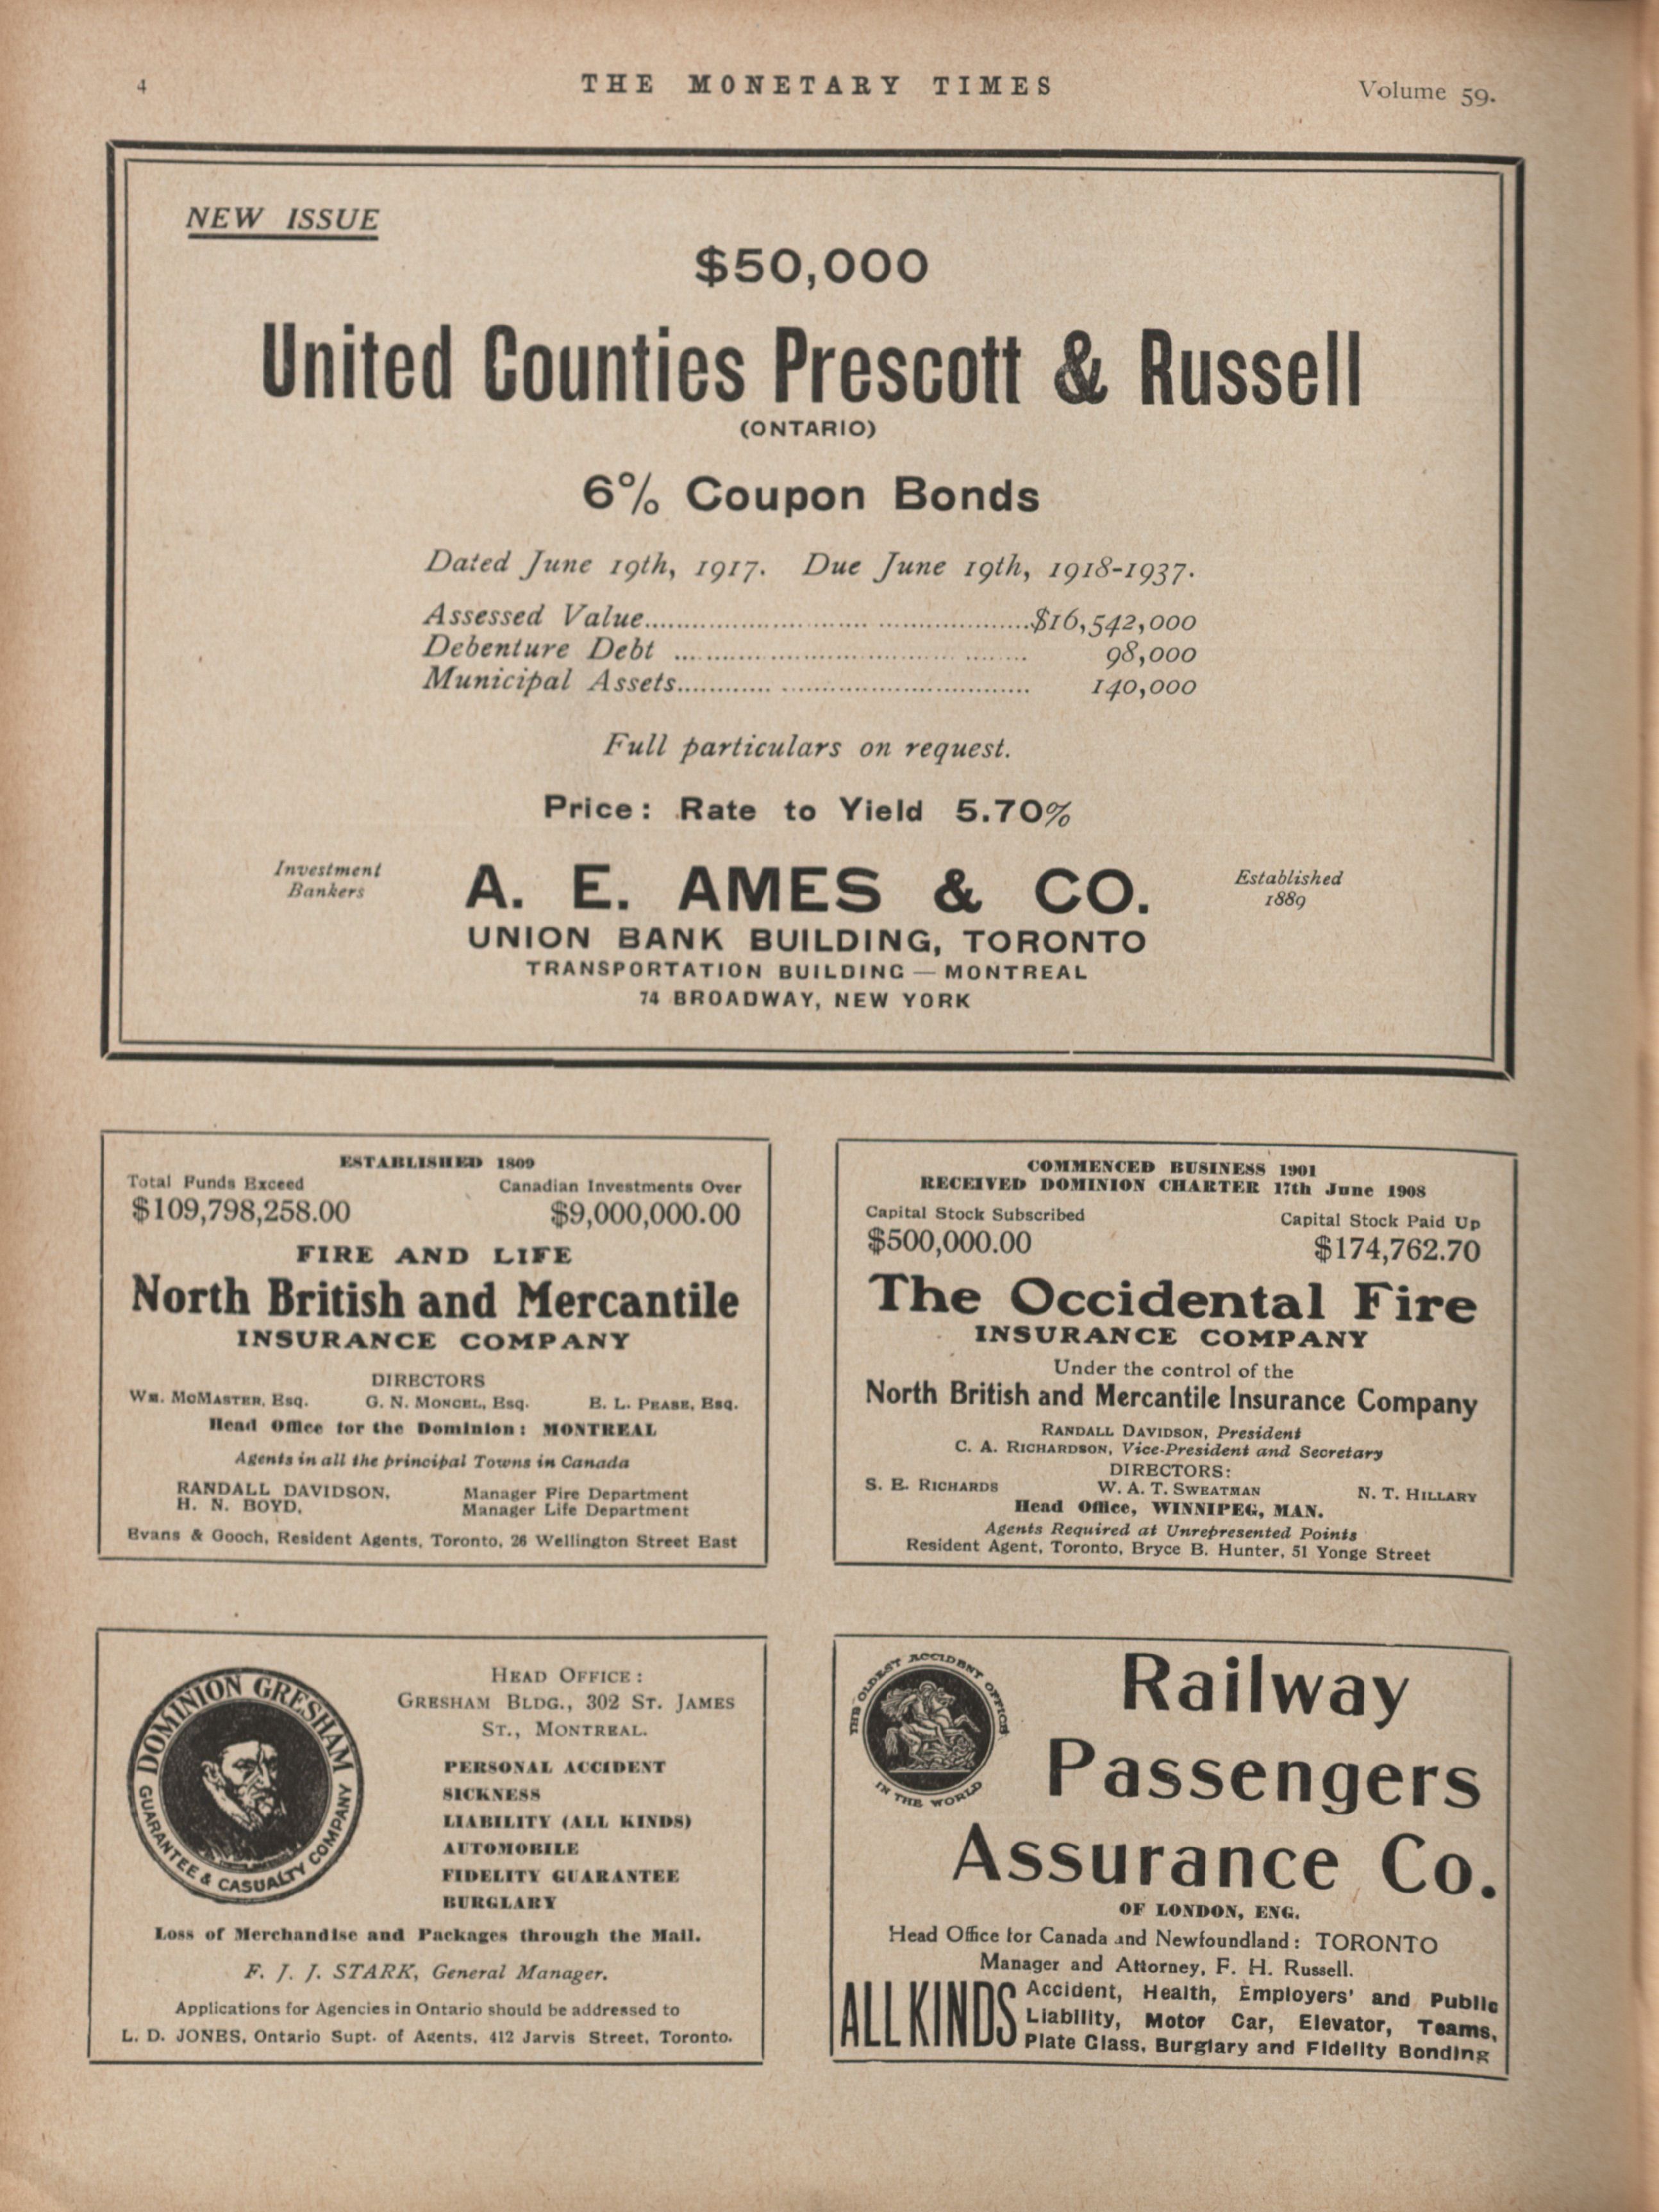 4
THE MONETARY TIMES
Volume 59.
NEW ISSUE
$50,000
United Counties Prescott & Russell
(ONTARIO)
6% Coupon Bonds
Dated June 19th, 1917. Due June 19th, 1918-1937.
Assessed Value.................................................$16,542,000
Debenture Debt ................................................ 98,000
Municipal Assets............................................. 140,000
Full particulars on request.
Price: Rate to Yield 5.70%
Investment
Bankers
A. E. AMES & CO.
Established
1889
UNION BANK BUILDING, TORONTO
TRANSPORTATION BUILDING — MONTREAL
74 BROADWAY, NEW YORK
ESTABLISHED 1809
Total Funds Exceed Canadian Investments Over
$109,798,258.00 $9,000,000.00
FIRE AND LIFE
North British and Mercantile
INSURANCE COMPANY
DIRECTORS
WM. MCMASTER, Esq. G. N. MONCEL, Esq. E. L. PEASE, Esq.
Head Office for the Dominion: MONTREAL
Agents in all the principal Towns in Canada
RANDALL DAVIDSON, Manager Fire Department
H. N. BOYD, Manager Life Department
Evans & Gooch, Resident Agents, Toronto, 26 Wellington Street East
COMMENCED BUSINESS 1901
RECEIVED DOMINION CHARTER 17th June 1908
Capital Stock Subscribed Capital Stock Paid Up
$500,000.00 $174,762.70
The Occidental Fire
INSURANCE COMPANY
Under the control of the
North British and Mercantile Insurance Company
RANDALL DAVIDSON, President
C. A. RICHARDSON, Vice-President and Secretary
DIRECTORS:
S. E. RICHARDS W. A. T. SWEATMAN N. T. HILLARY
Head Office, WINNIPEG, MAN.
Agents Required at Unrepresented Points
Resident Agent, Toronto, Bryce B. Hunter, 51 Yonge Street
DOMINION GRESHAM
GUARANTEE & CASUALTY COMPANY
HEAD OFFICE:
GRESHAM BLDG., 302 ST. JAMES
ST., MONTREAL.
PERSONAL ACCIDENT
SICKNESS
LIABILITY (ALL KINDS)
AUTOMOBILE
FIDELITY GUARANTEE
BURGLARY
Loss of Merchandise and Packages through the Mail.
F. J. J. STARK, General Manager.
Applications for Agencies in Ontario should be addressed to
L. D. JONES, Ontario Supt. of Agents, 412 Jarvis Street, Toronto.
THE OLDEST ACCIDENT OFFICE
IN THE WORLD
Railway
Passengers
Assurance Co.
OF LONDON, ENG.
Head Office for Canada and Newfoundland: TORONTO
Manager and Attorney, F. H. Russell.
ALL KINDS
Accident, Health, Employers' and Public
Liability, Motor Car, Elevator, Teams,
Plate Glass, Burglary and Fidelity Bonding